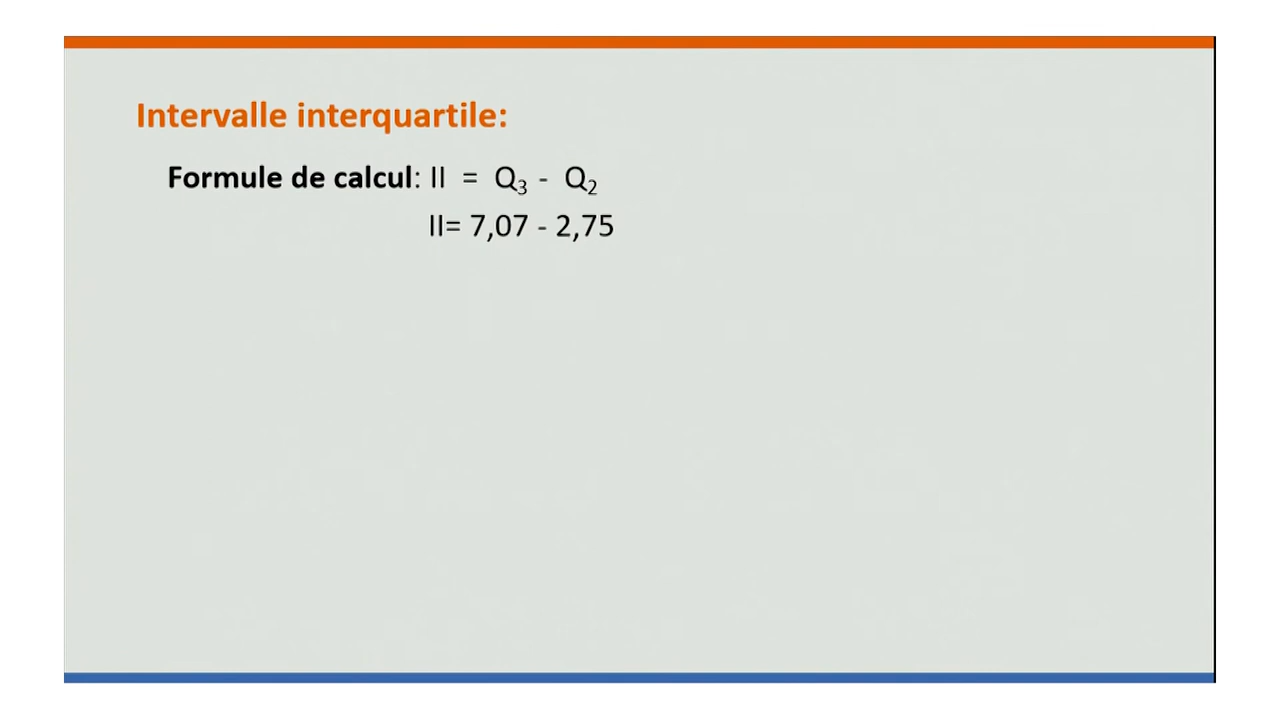 Intervalle interquartile:
Formule de calcul: II = Q₃ - Q₂
II= 7,07 - 2,75